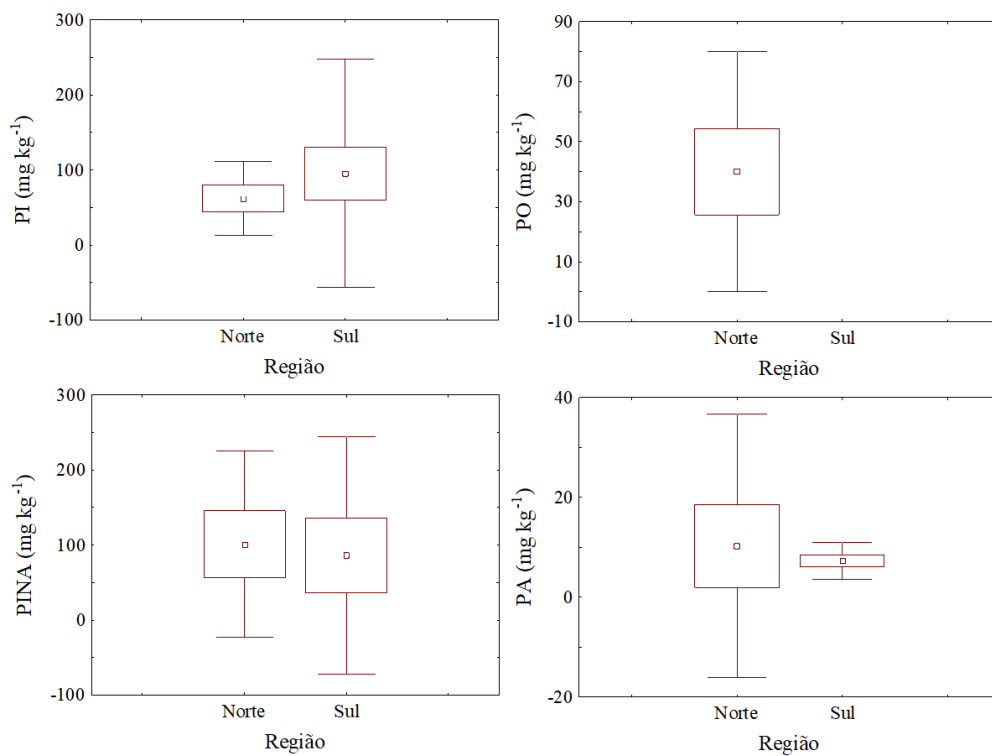 PI (mg kg⁻¹)
300
200
100
0
-100
Norte Sul
Região
PO (mg kg⁻¹)
90
70
50
30
10
-10
Norte Sul
Região
PINA (mg kg⁻¹)
300
200
100
0
-100
Norte Sul
Região
PA (mg kg⁻¹)
40
20
0
-20
Norte Sul
Região